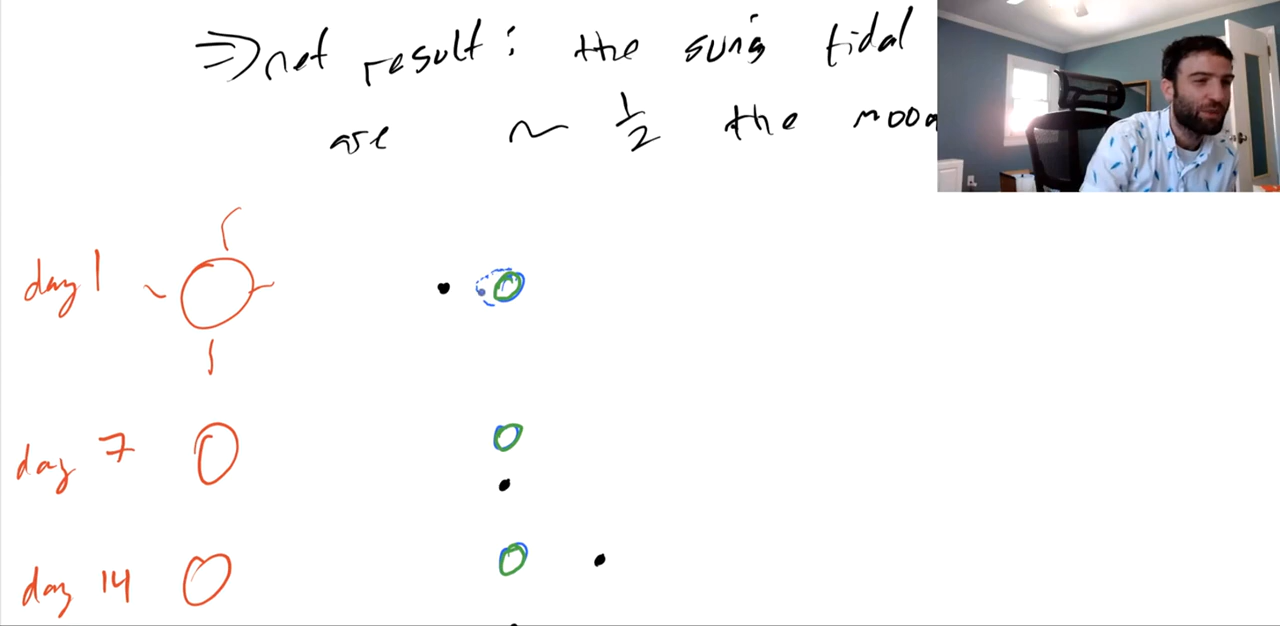 ⇒ net result: the sun's tidal
are ~ 1/2 the moon
day 1
day 7
day 14